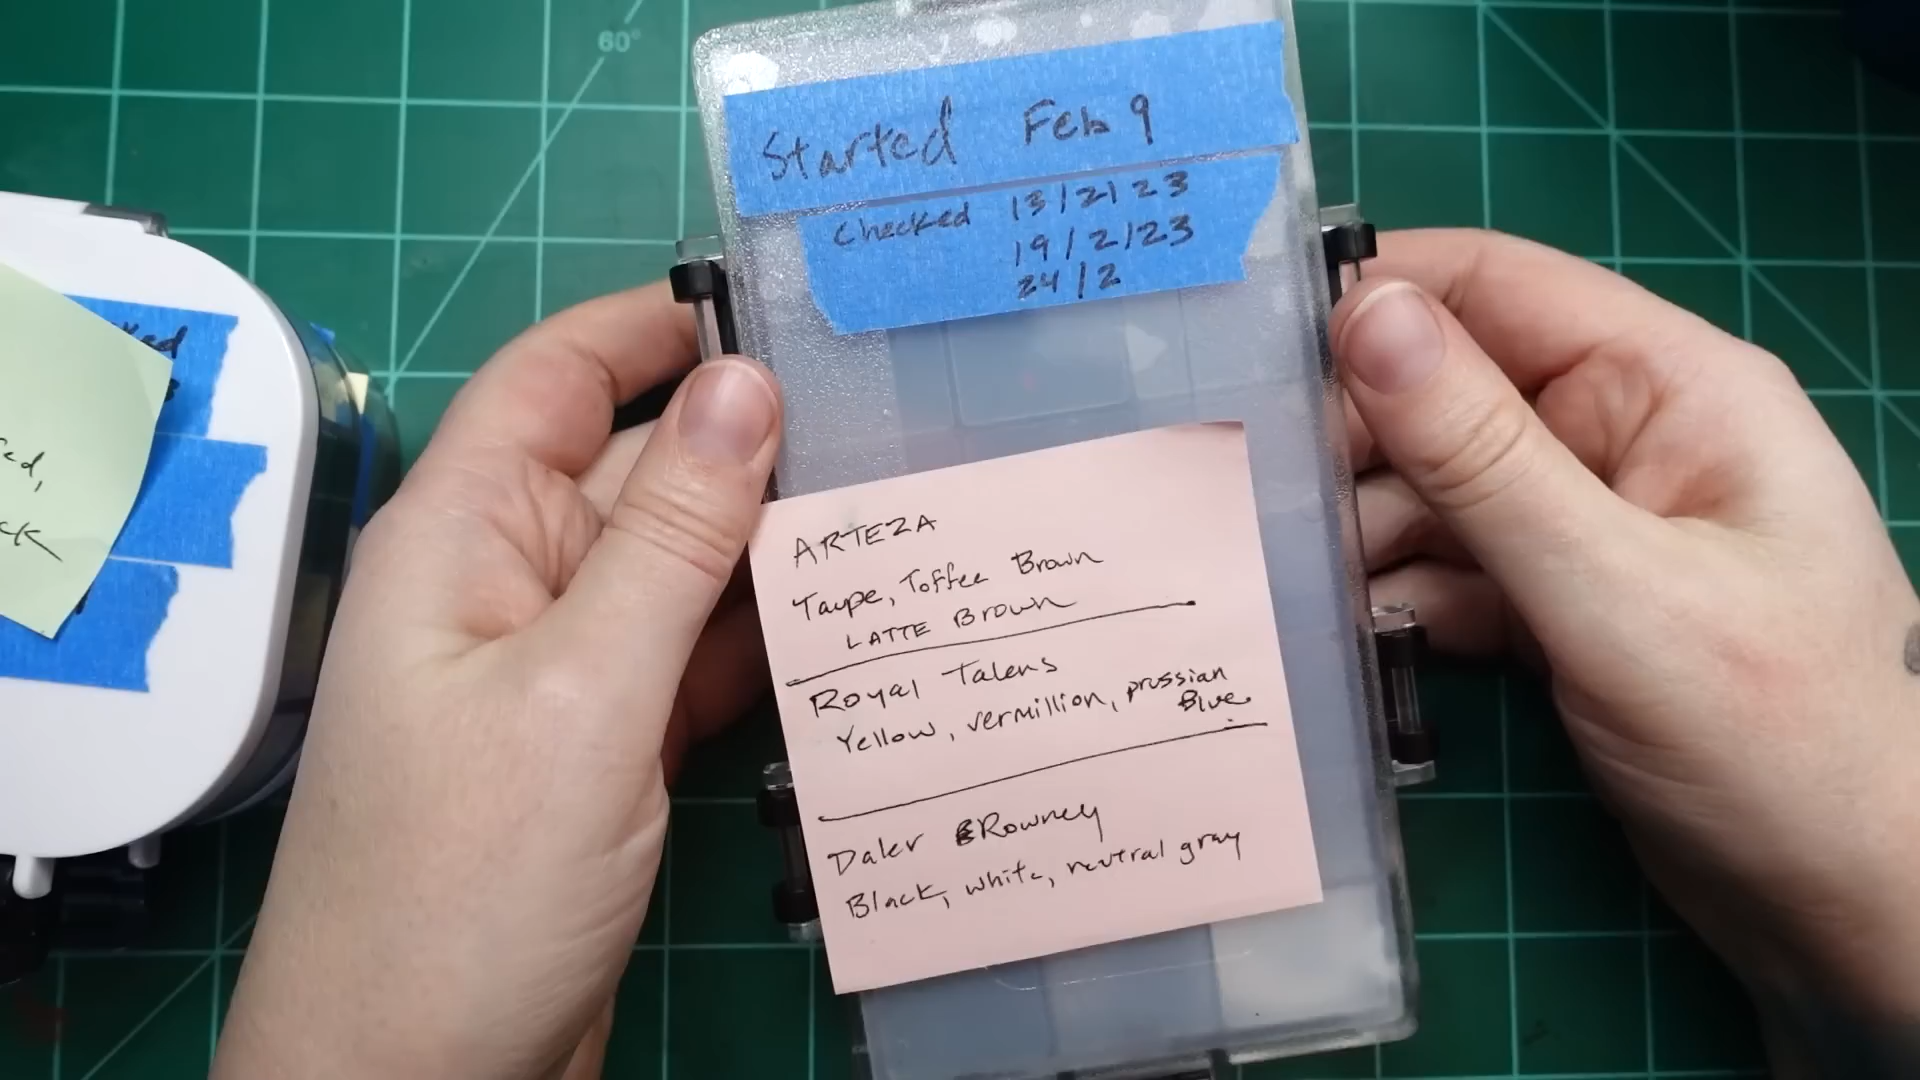 60°
Started Feb 9
Checked 13/2/23
19/2/23
24/2
ARTEZA
Taupe, Toffee Brown
LATTE BROWN
Royal Talens
Yellow, vermillion, prussian
Blue
Daler Rowney
Black, white, neutral gray